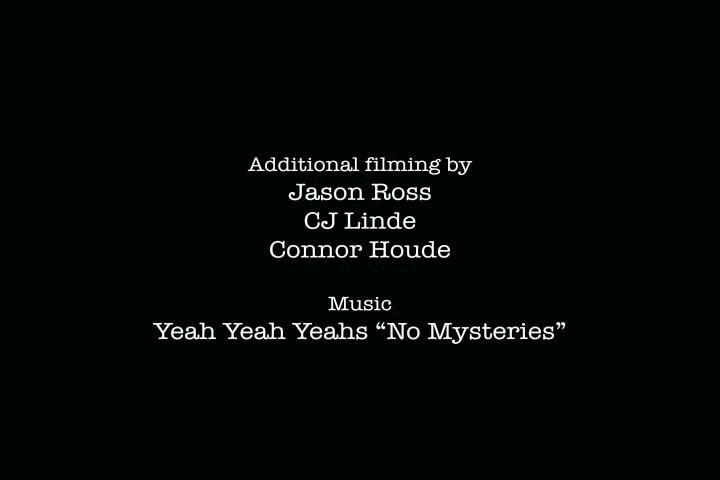 Additional filming by
Jason Ross
CJ Linde
Connor Houde
Music
Yeah Yeah Yeahs “No Mysteries”